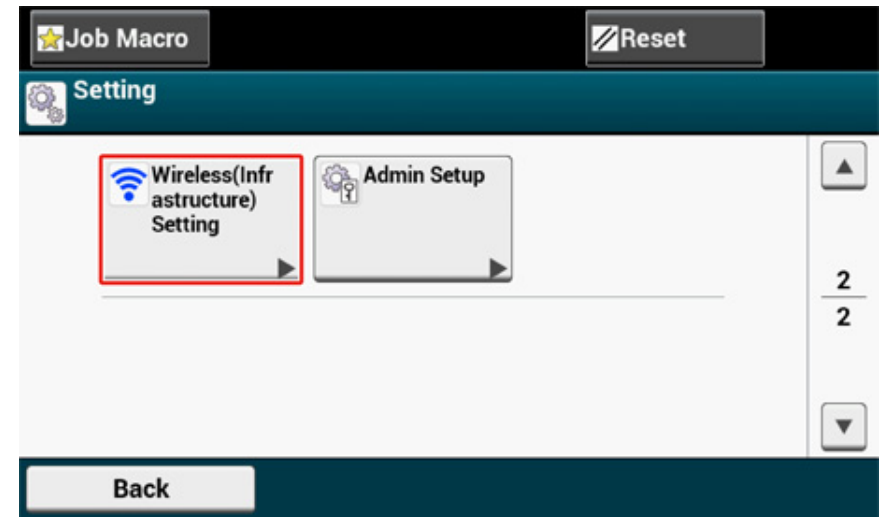 Job Macro
Reset
Setting
Wireless(Infr
astructure)
Setting
Admin Setup
2
2
Back